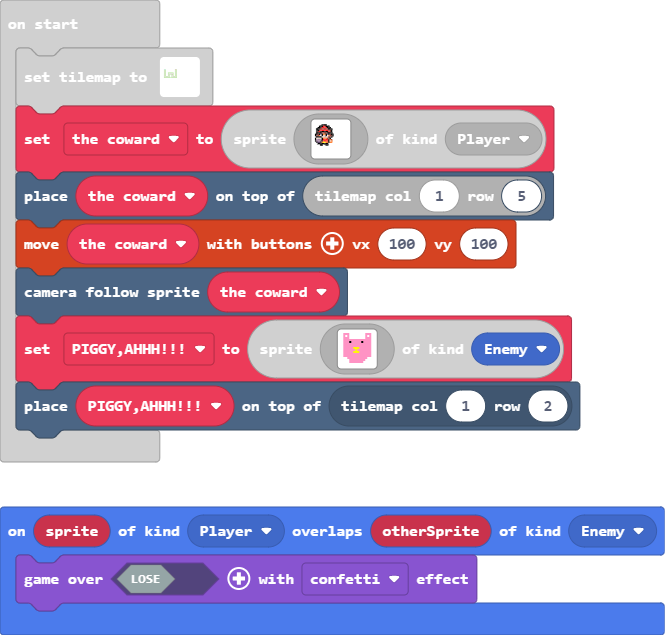 on start
set tilemap to
set the coward to sprite of kind Player
place the coward on top of tilemap col 1 row 5
move the coward with buttons vx 100 vy 100
camera follow sprite the coward
set PIGGY,AHHH!!! to sprite of kind Enemy
place PIGGY,AHHH!!! on top of tilemap col 1 row 2
on sprite of kind Player overlaps otherSprite of kind Enemy
game over LOSE with confetti effect